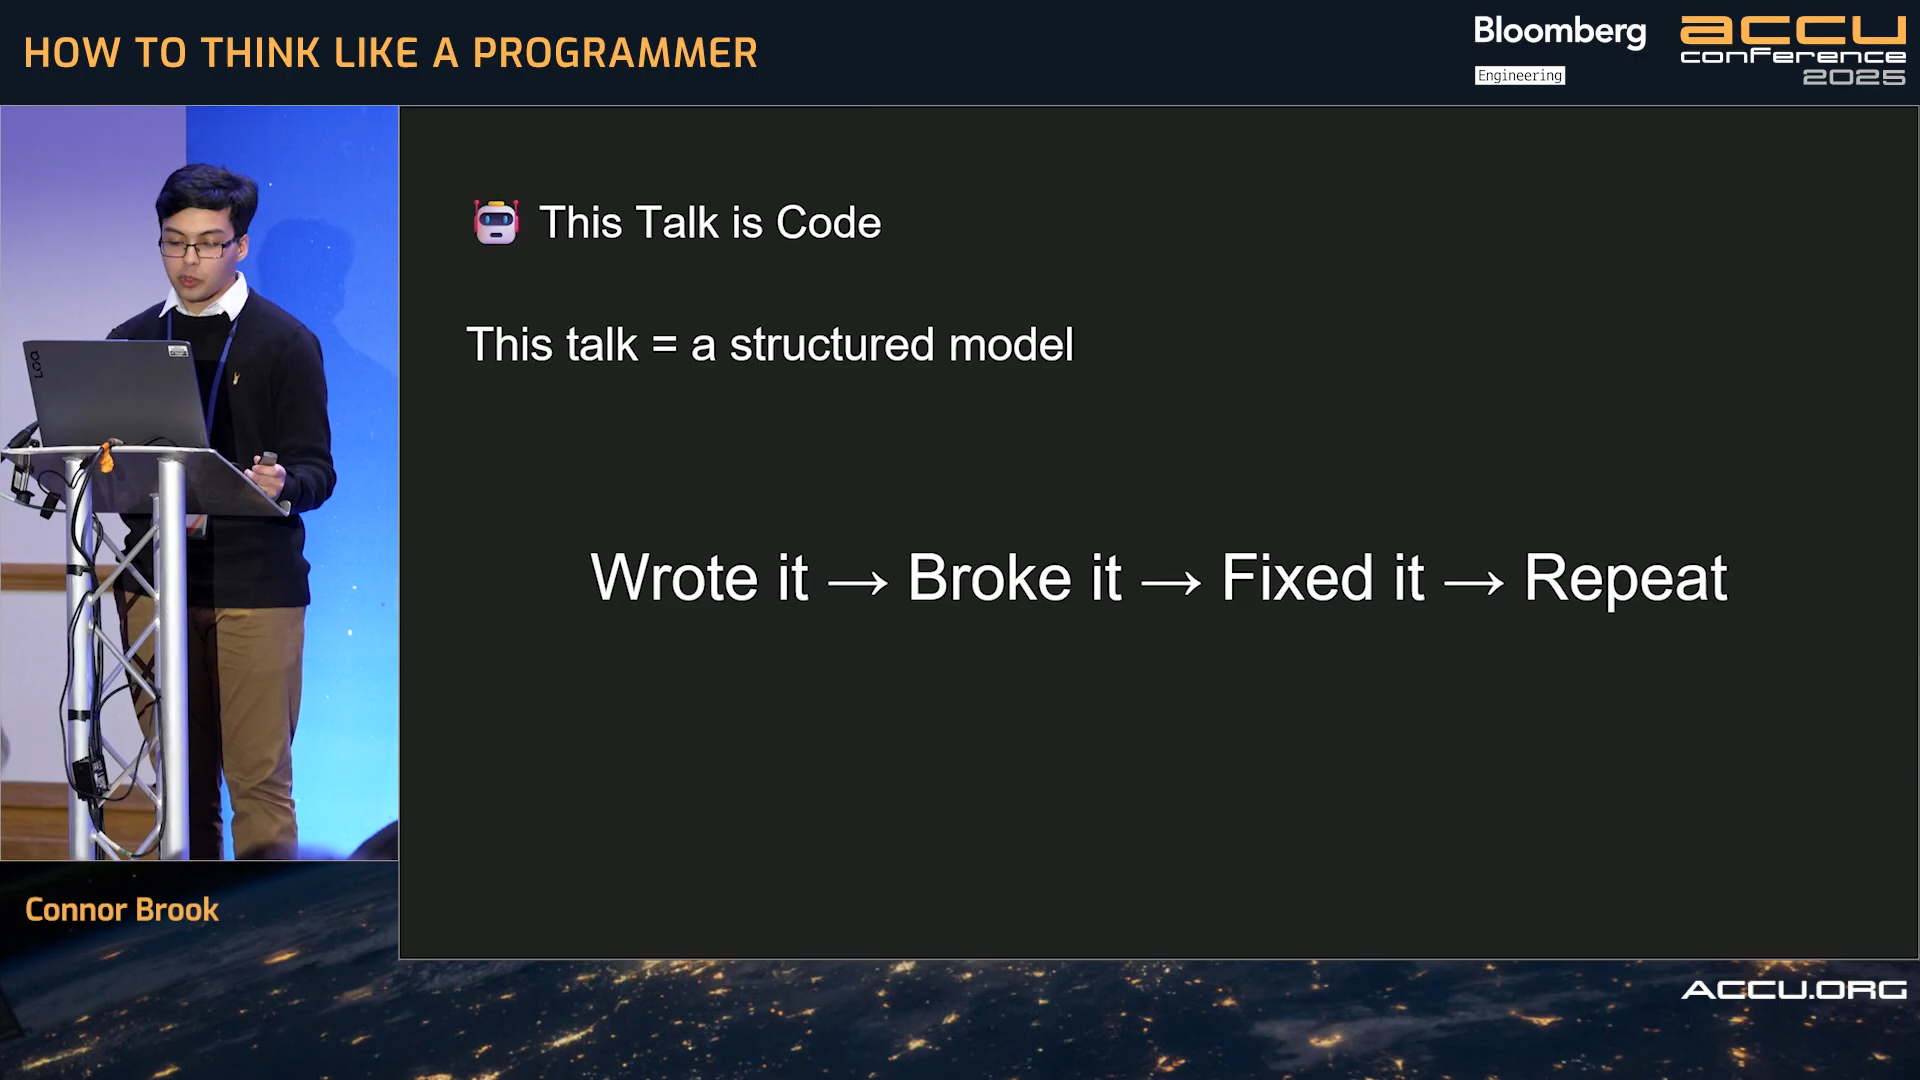 HOW TO THINK LIKE A PROGRAMMER
Bloomberg
Engineering
accu
conference
2025
This Talk is Code
This talk = a structured model
Wrote it → Broke it → Fixed it → Repeat
LOQ
Connor Brook
ACCU.ORG